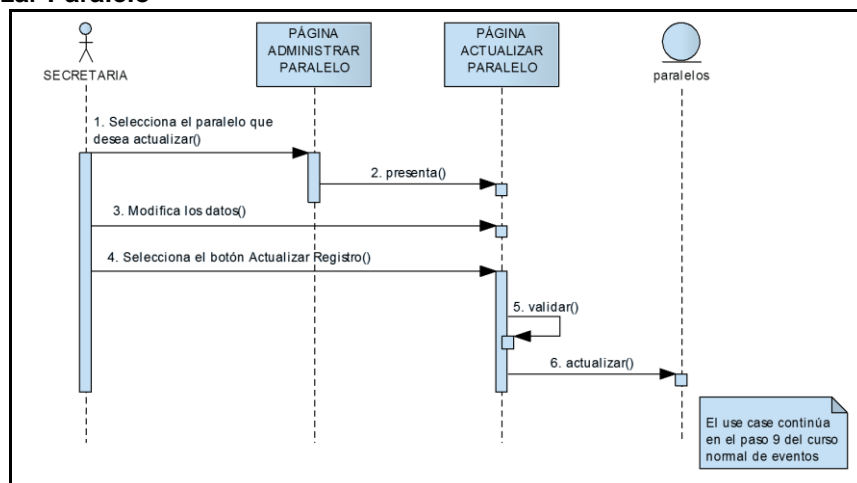 PÁGINA
ADMINISTRAR
PARALELO
PÁGINA
ACTUALIZAR
PARALELO
SECRETARIA
paralelos
1. Selecciona el paralelo que
desea actualizar()
2. presenta()
3. Modifica los datos()
4. Selecciona el botón Actualizar Registro()
5. validar()
6. actualizar()
El use case continúa
en el paso 9 del curso
normal de eventos